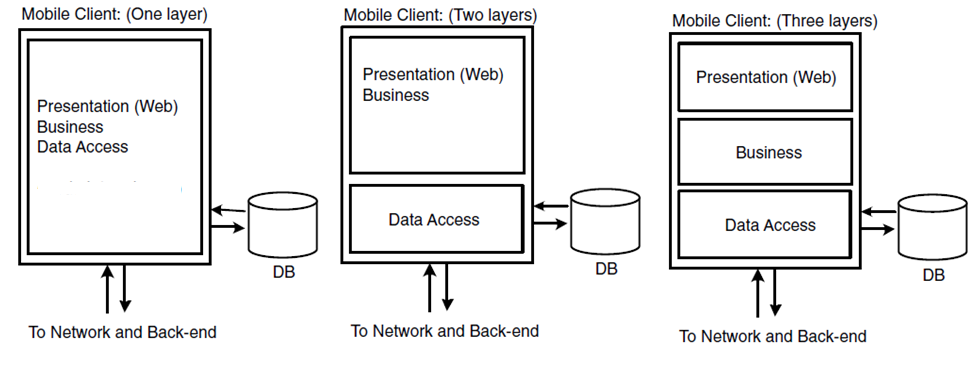 Mobile Client: (One layer)
Presentation (Web)
Business
Data Access
DB
To Network and Back-end
Mobile Client: (Two layers)
Presentation (Web)
Business
Data Access
DB
To Network and Back-end
Mobile Client: (Three layers)
Presentation (Web)
Business
Data Access
DB
To Network and Back-end